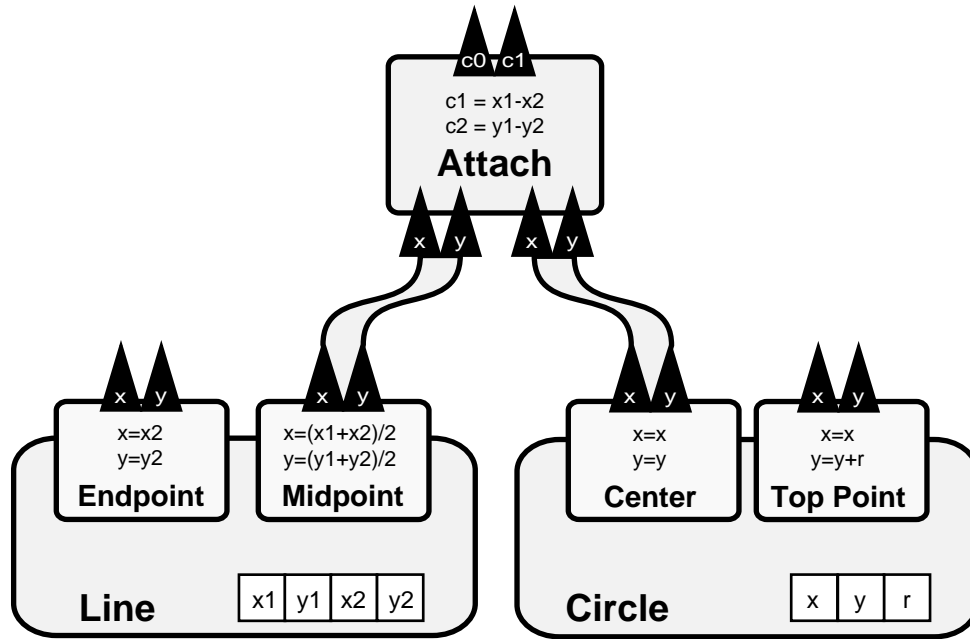 c0 c1
c1 = x1-x2
c2 = y1-y2
Attach
x y x y
x y x y x y x y
x=x2
y=y2
Endpoint
x=(x1+x2)/2
y=(y1+y2)/2
Midpoint
x=x
y=y
Center
x=x
y=y+r
Top Point
Line
x1 y1 x2 y2
Circle
x y r